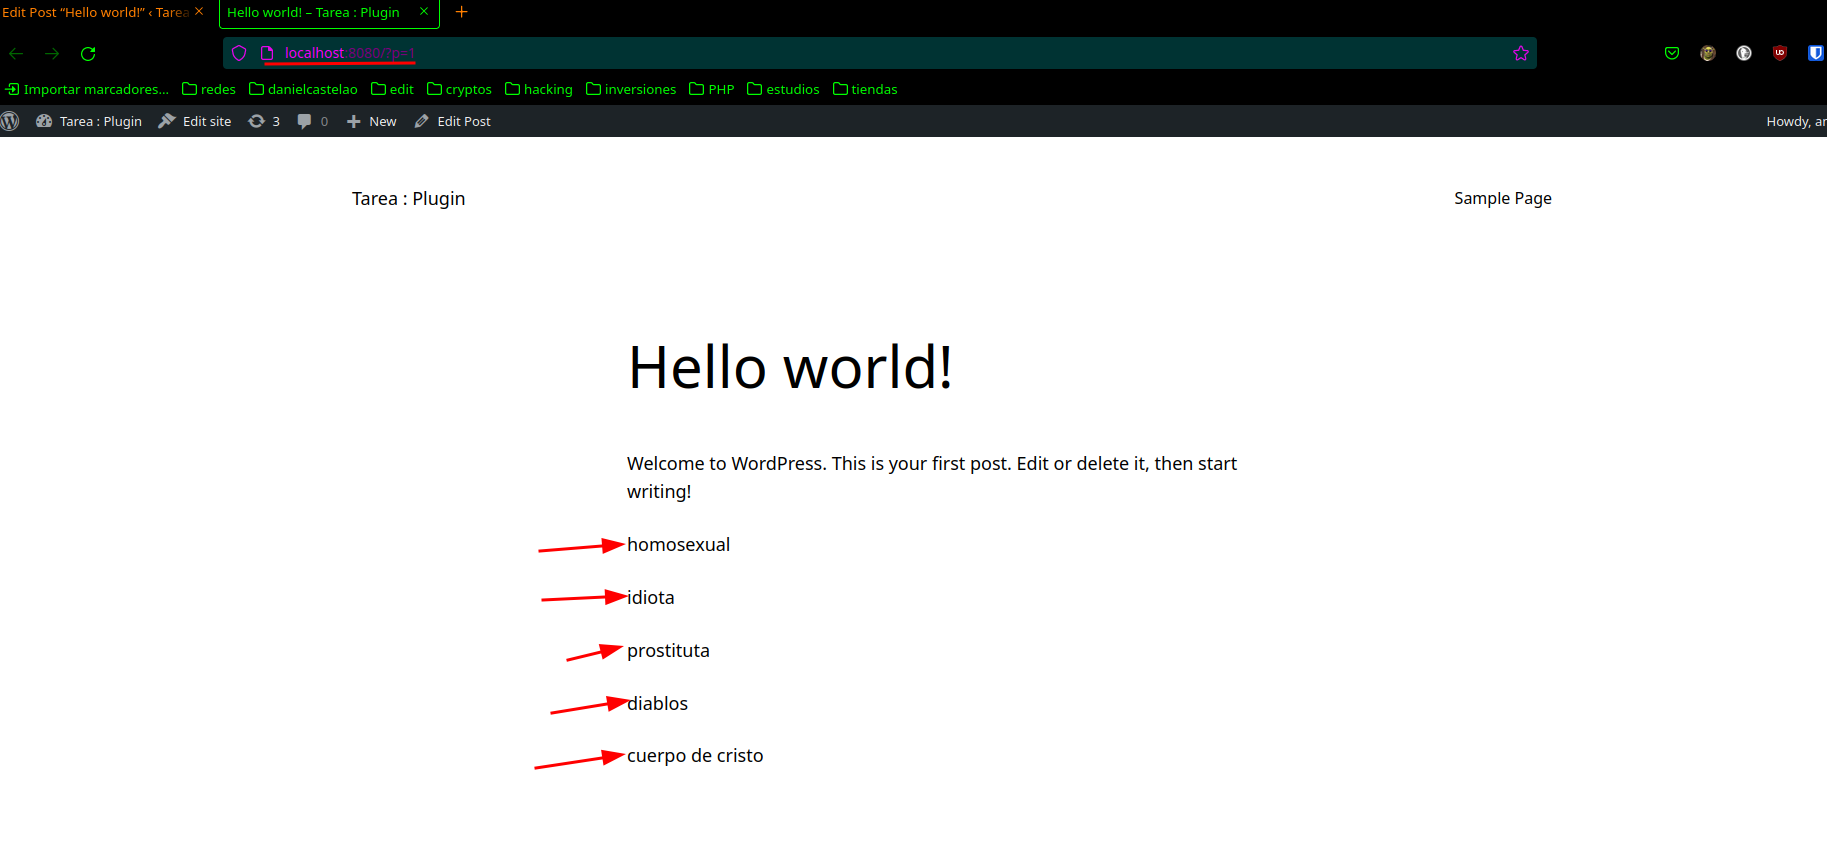 Edit Post “Hello world!” ‹ Tarea
Hello world! – Tarea : Plugin
localhost:8080/?p=1
Importar marcadores... redes danielcastelao edit cryptos hacking inversiones PHP estudios tiendas
Tarea : Plugin Edit site 3 0 New Edit Post Howdy, ar
Tarea : Plugin Sample Page
Hello world!
Welcome to WordPress. This is your first post. Edit or delete it, then start
writing!
homosexual
idiota
prostituta
diablos
cuerpo de cristo